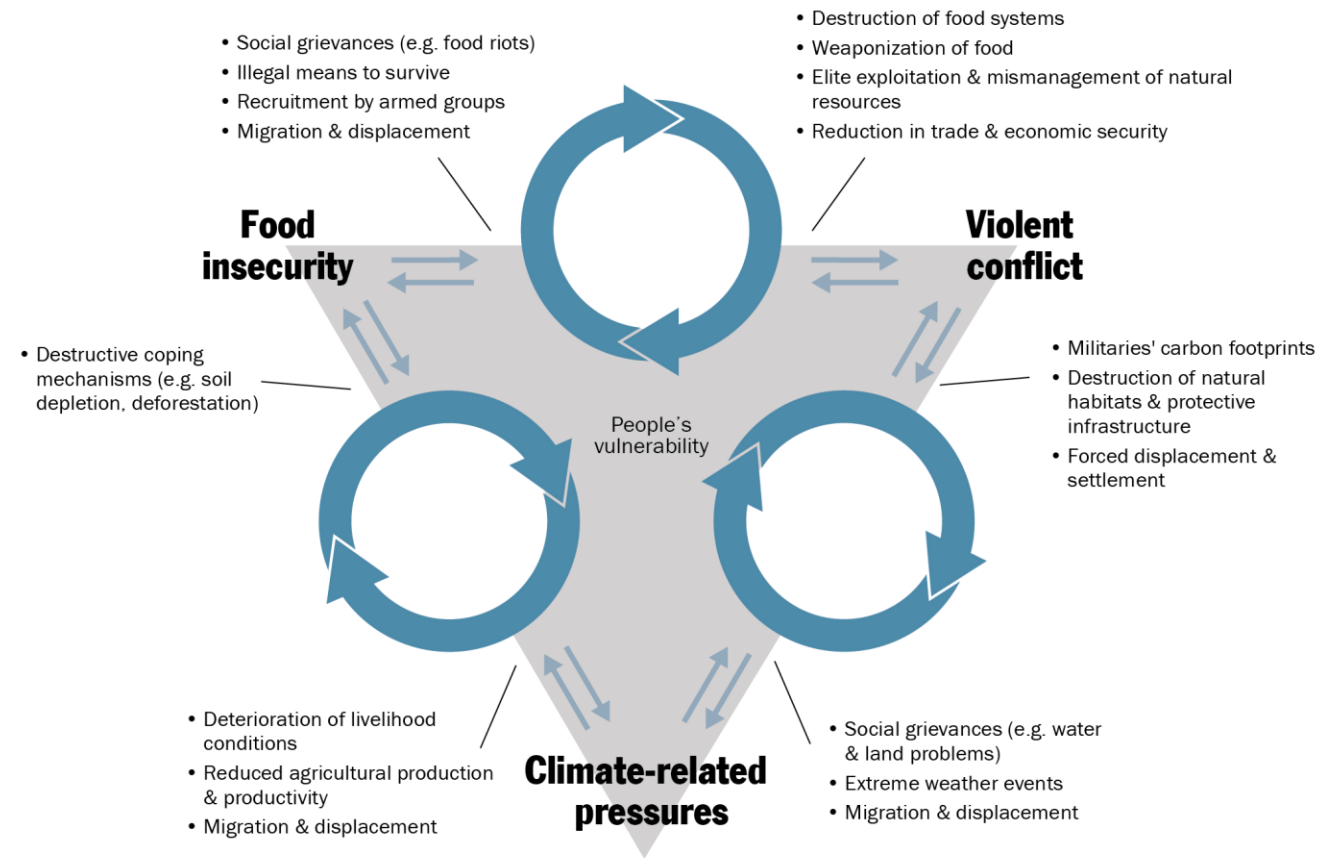 • Social grievances (e.g. food riots)
• Illegal means to survive
• Recruitment by armed groups
• Migration & displacement
• Destruction of food systems
• Weaponization of food
• Elite exploitation & mismanagement of natural
resources
• Reduction in trade & economic security
Food
insecurity
Violent
conflict
• Destructive coping
mechanisms (e.g. soil
depletion, deforestation)
People's
vulnerability
• Militaries' carbon footprints
• Destruction of natural
habitats & protective
infrastructure
• Forced displacement &
settlement
• Deterioration of livelihood
conditions
• Reduced agricultural production
& productivity
• Migration & displacement
Climate-related
pressures
• Social grievances (e.g. water
& land problems)
• Extreme weather events
• Migration & displacement